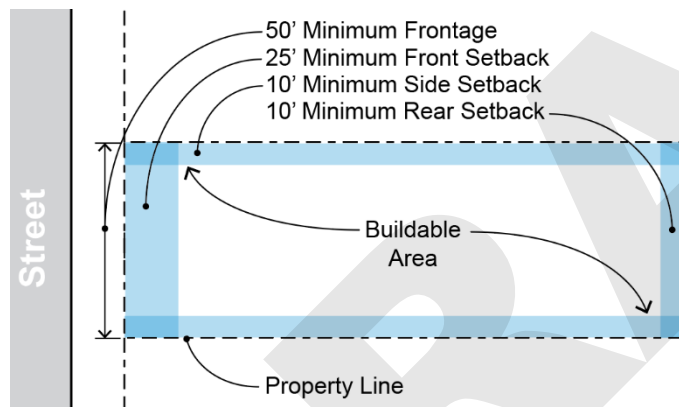 50’ Minimum Frontage
25’ Minimum Front Setback
10’ Minimum Side Setback
10’ Minimum Rear Setback
Street
Buildable
Area
Property Line